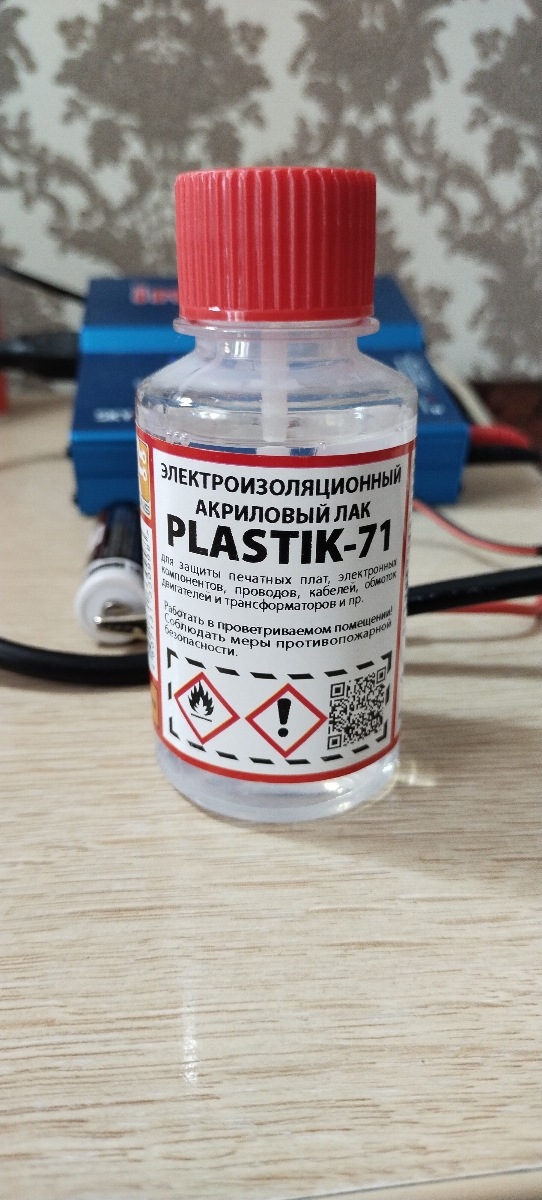 ЭЛЕКТРОИЗОЛЯЦИОННЫЙ
АКРИЛОВЫЙ ЛАК
PLASTIK-71
для защиты печатных плат, электронных
компонентов, проводов, кабелей, обмоток
двигателей и трансформаторов и пр.
Работать в проветриваемом помещении!
Соблюдать меры противопожарной
безопасности.